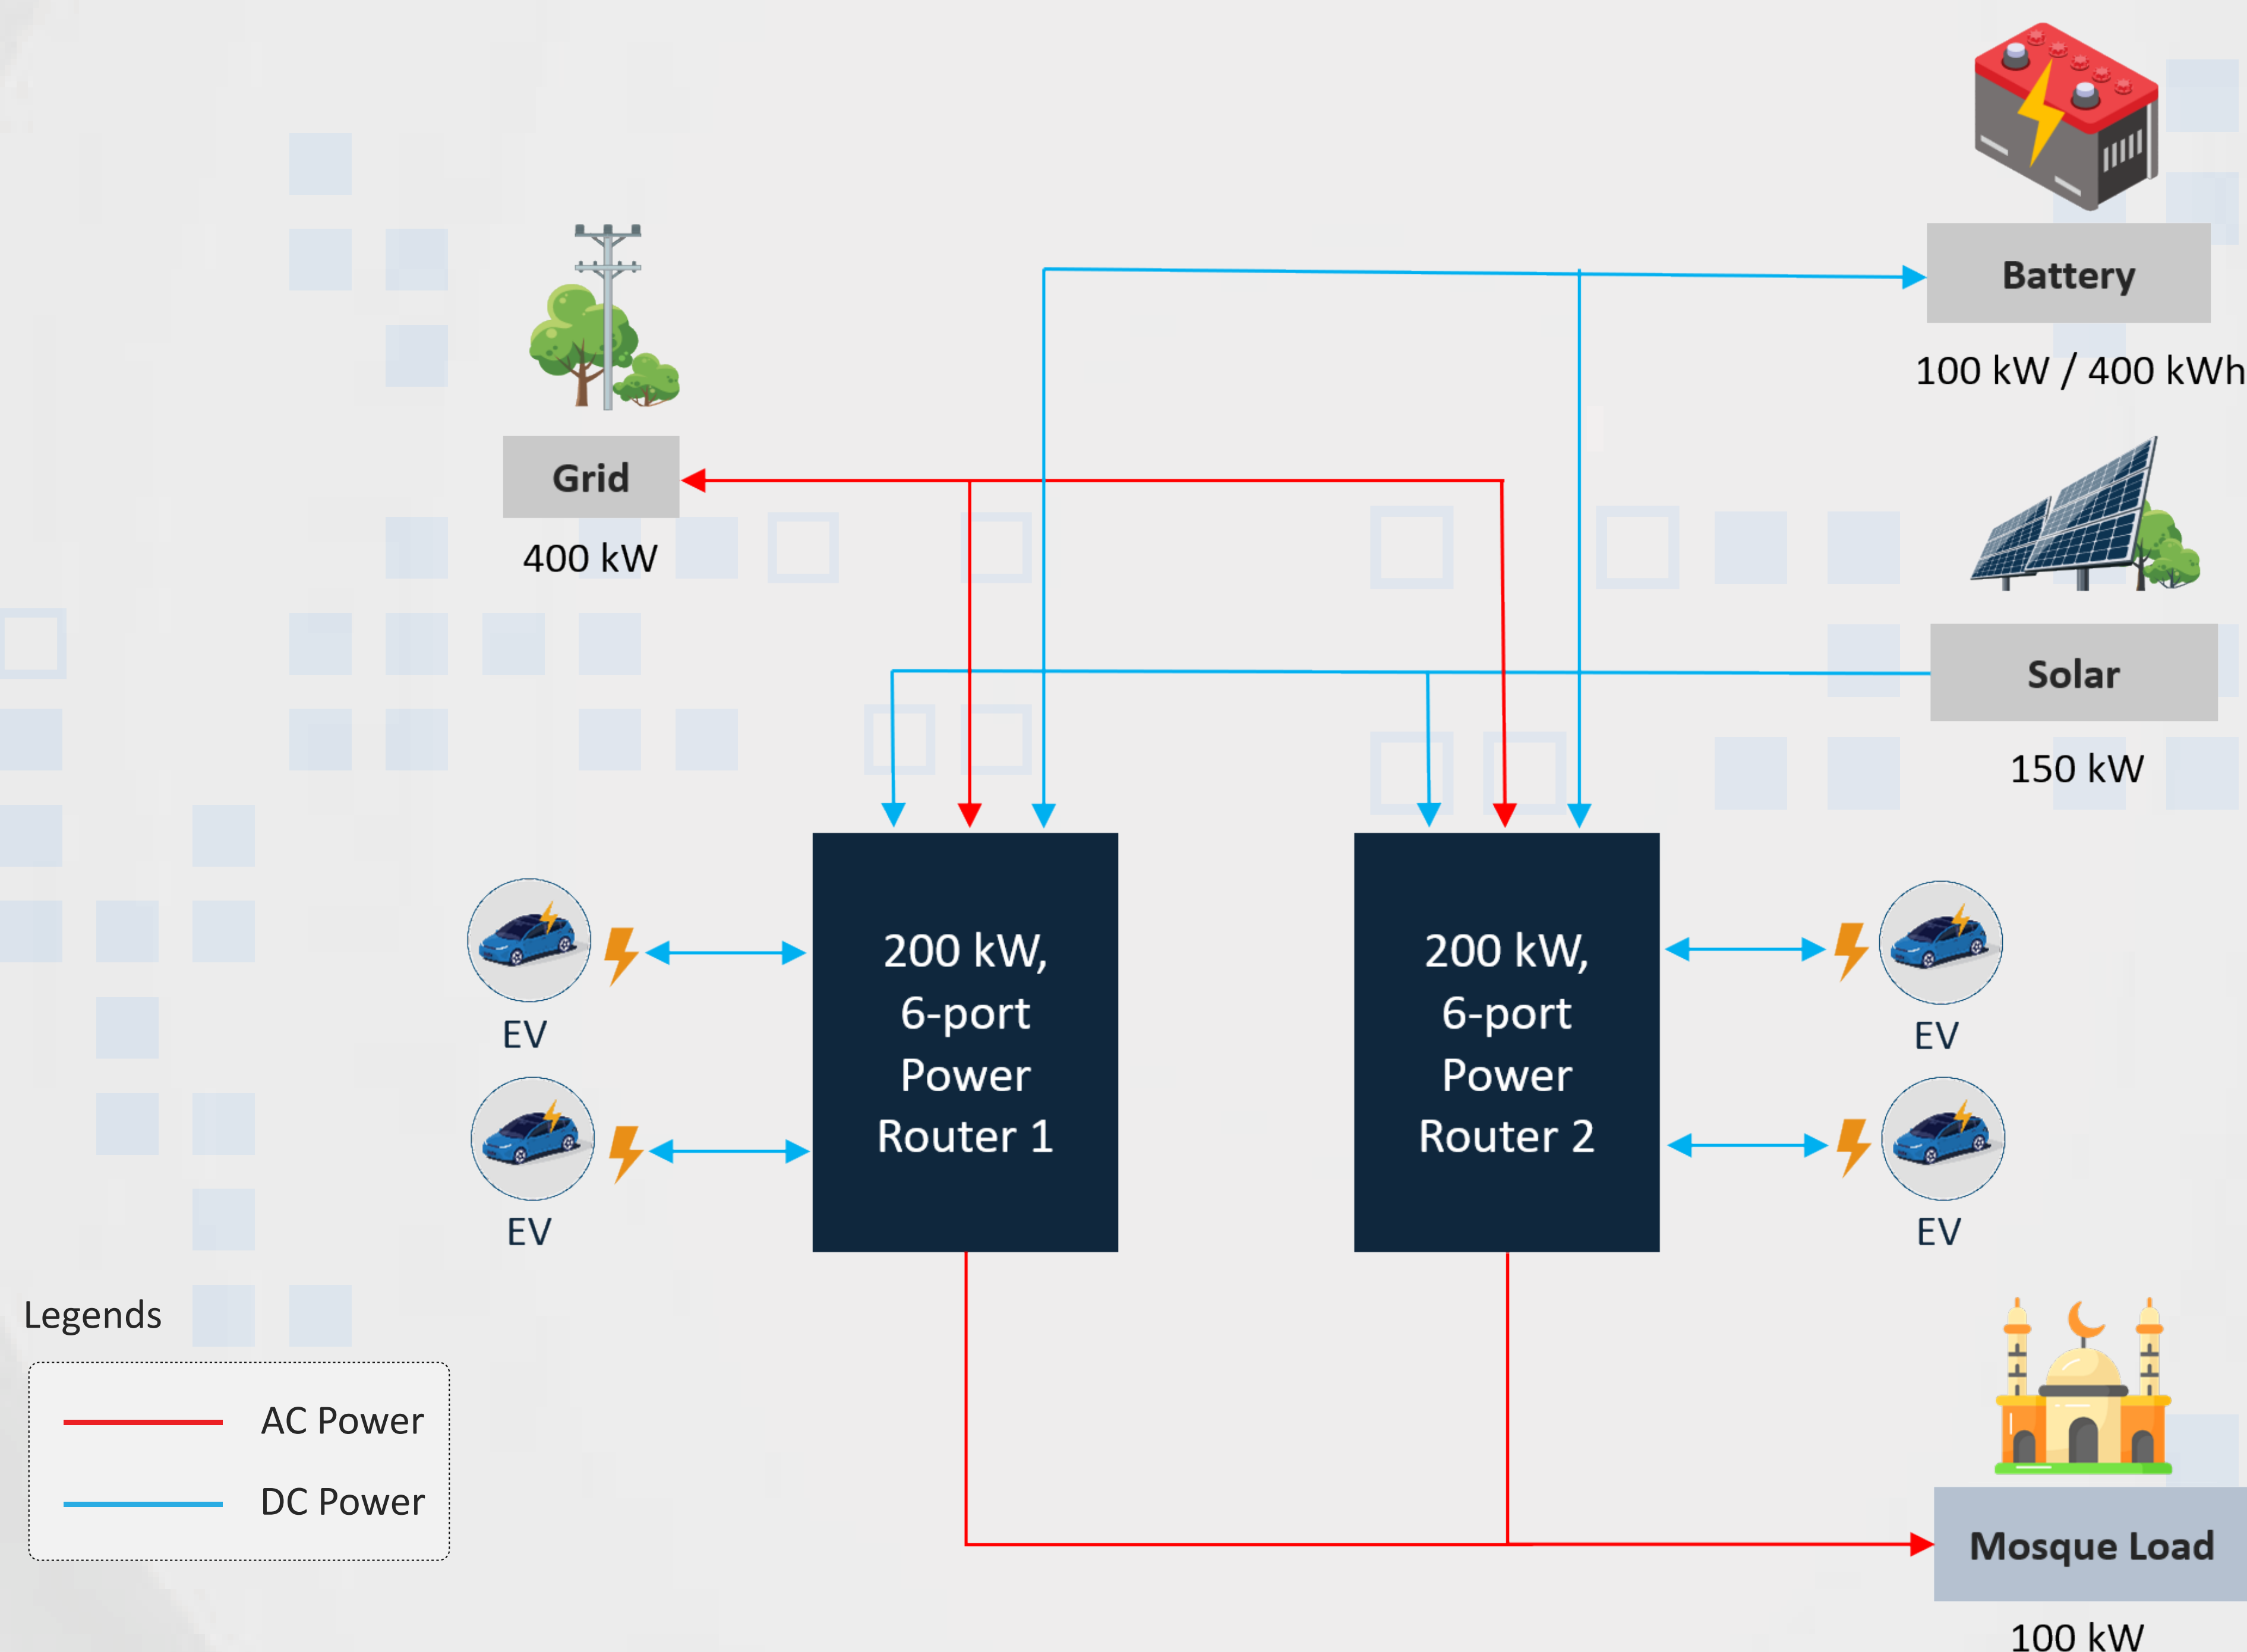 Battery
100 kW / 400 kWh
Grid
400 kW
Solar
150 kW
200 kW,
6-port
Power
Router 1
200 kW,
6-port
Power
Router 2
EV
EV
EV
EV
Legends
AC Power
DC Power
Mosque Load
100 kW